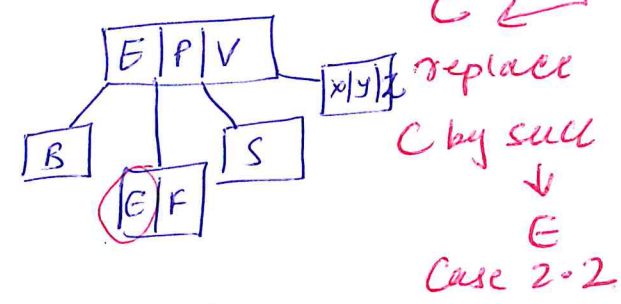 C ←
E | P | V
x | y | z
replace
B
S
C by succ
E | F
↓
E
Case 2.2